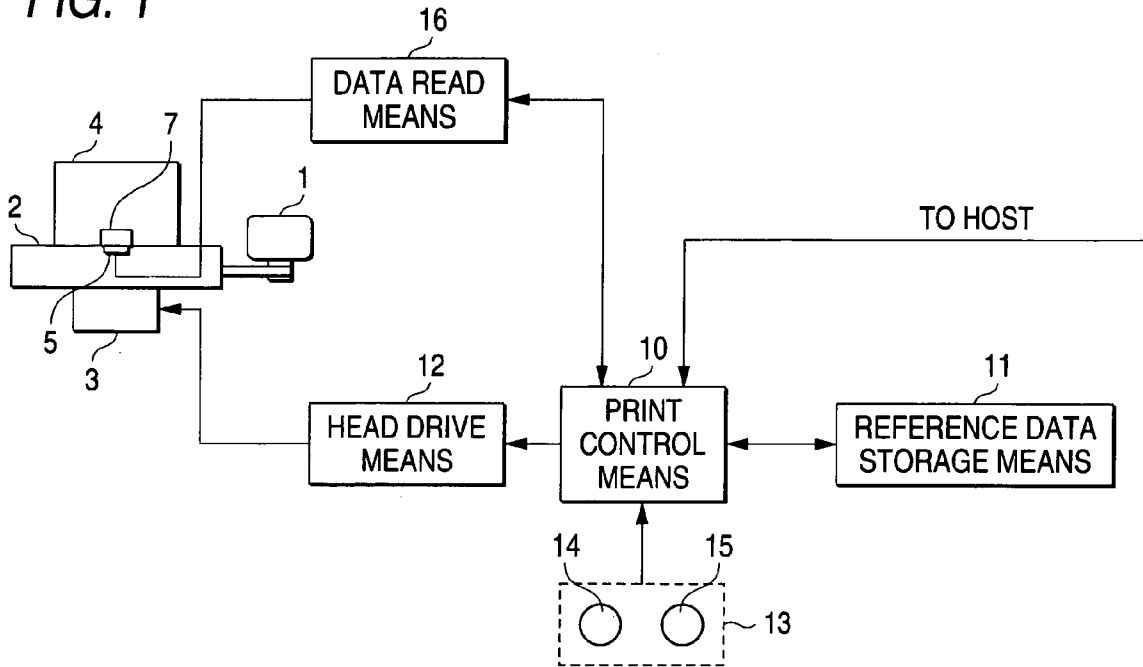 FIG. 1
16
DATA READ
MEANS
4
7
1
2
TO HOST
5
3
12
HEAD DRIVE
MEANS
10
PRINT
CONTROL
MEANS
11
REFERENCE DATA
STORAGE MEANS
14
15
13